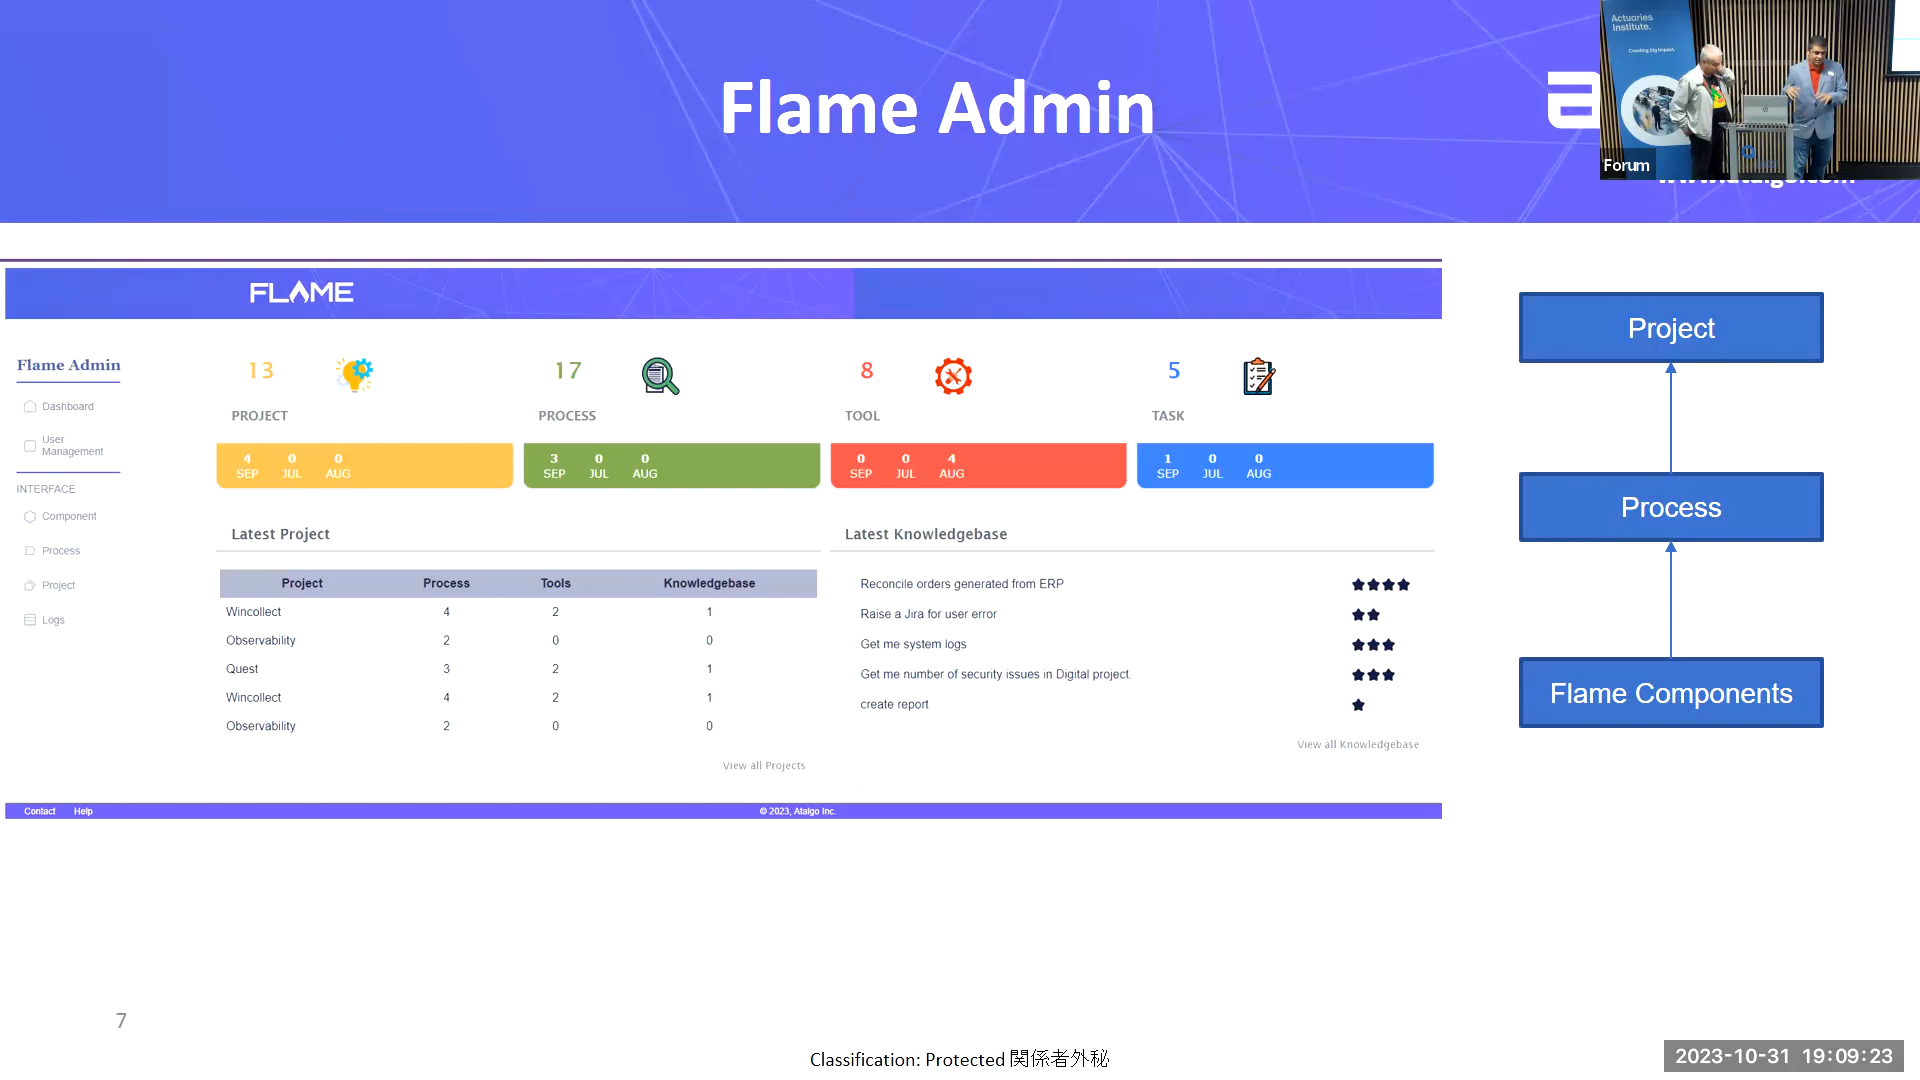 Flame Admin
a
Actuaries
Institute.
Creating Big Impact.
Forum
FLAME
Flame Admin
Dashboard
User
Management
INTERFACE
Component
Process
Project
Logs
13
PROJECT
4 0 0
SEP JUL AUG
17
PROCESS
3 0 0
SEP JUL AUG
8
TOOL
0 0 4
SEP JUL AUG
5
TASK
1 0 0
SEP JUL AUG
Latest Project
Project Process Tools Knowledgebase
Wincollect 4 2 1
Observability 2 0 0
Quest 3 2 1
Wincollect 4 2 1
Observability 2 0 0
View all Projects
Latest Knowledgebase
Reconcile orders generated from ERP
Raise a Jira for user error
Get me system logs
Get me number of security issues in Digital project.
create report
View all Knowledgebase
Contact Help
© 2023, Atalgo Inc.
Project
Process
Flame Components
7
Classification: Protected 関係者外秘
2023-10-31 19:09:23